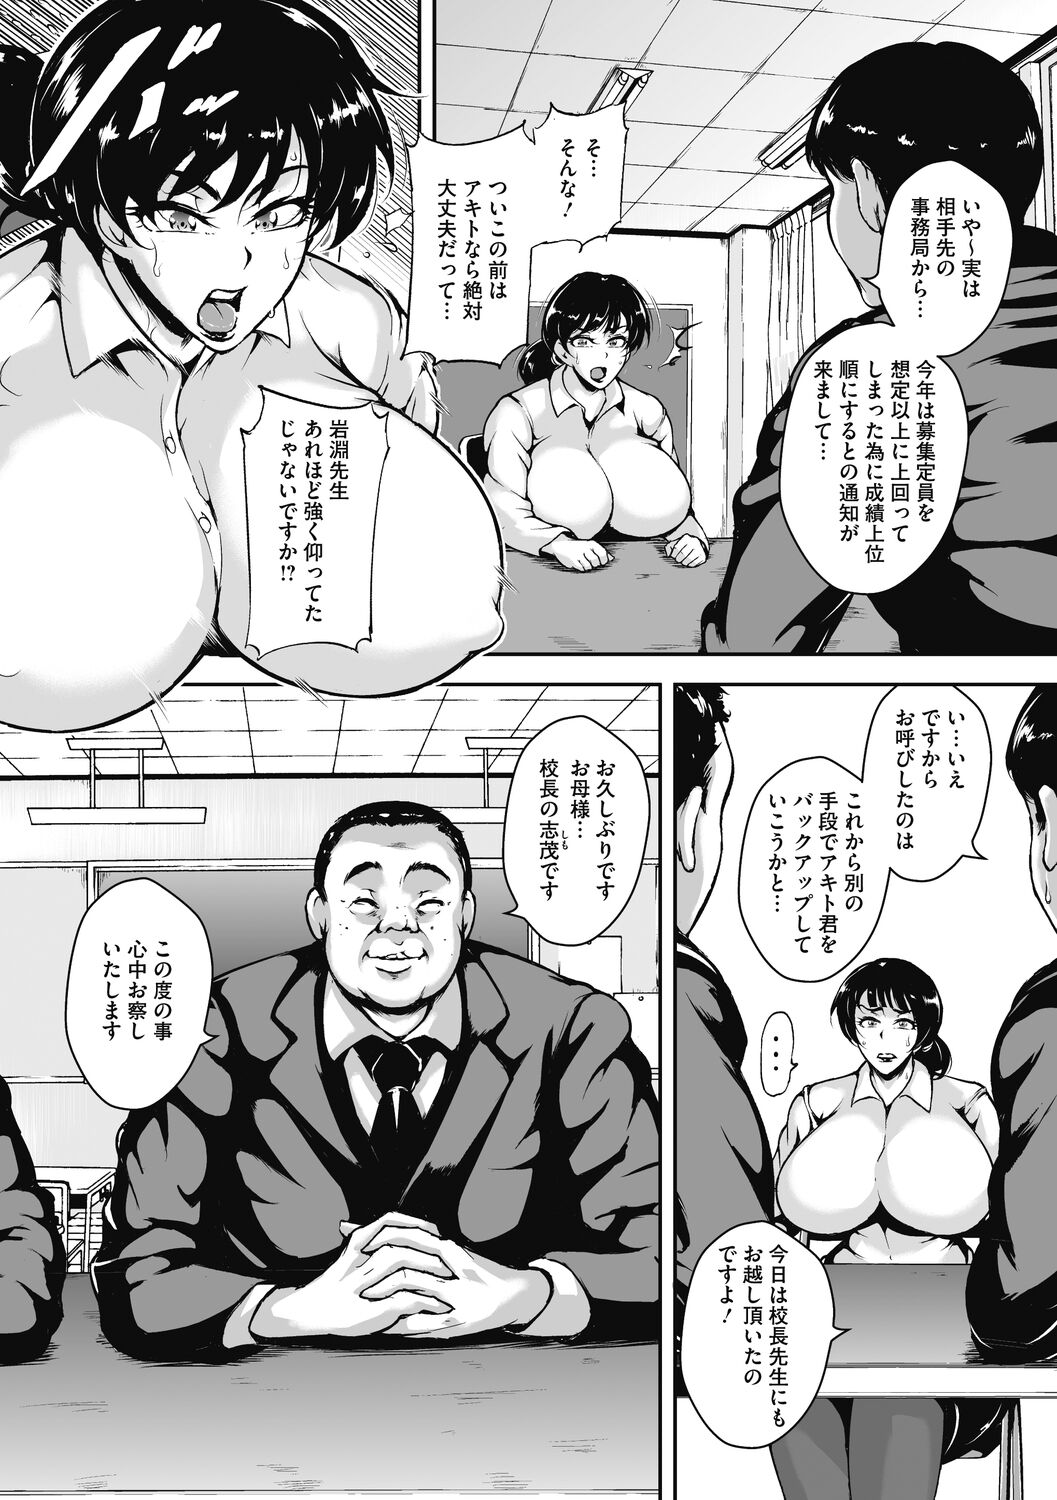 いや～実は
相手先の
事務局から…
今年は募集定員を
想定以上に上回って
しまった為に成績上位
順にするとの通知が
来まして…
そ…
そんな！
ついこの前は
アキトなら絶対
大丈夫だって…
岩淵先生
あれほど強く仰ってた
じゃないですか!?
い…いえ
ですから
お呼びしたのは
これから別の
手段でアキト君を
バックアップして
いこうかと…
…
今日は校長先生にも
お越し頂いたの
ですよ！
お久しぶりです
お母様…
校長の志茂です
しも
この度の事
心中お察し
いたします